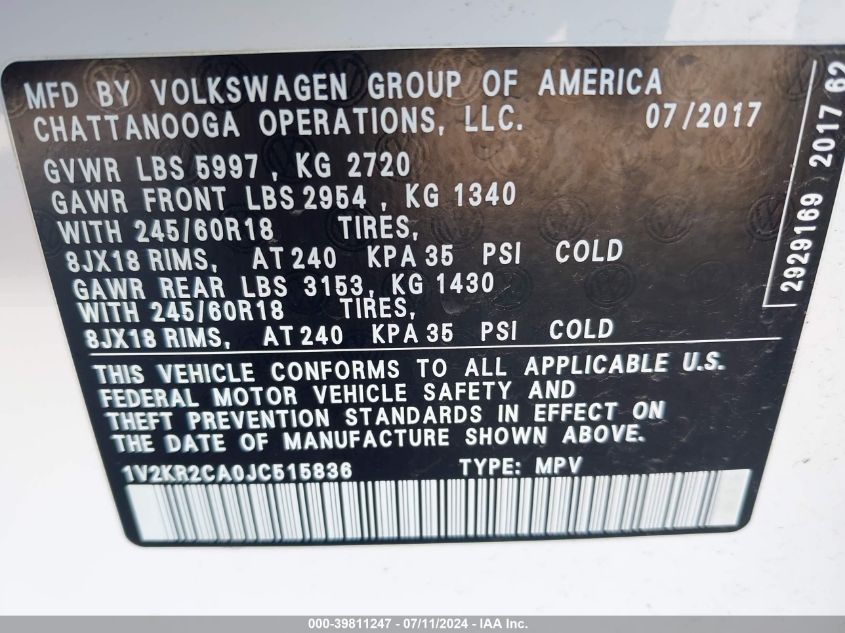 MFD BY VOLKSWAGEN GROUP OF AMERICA
CHATTANOOGA OPERATIONS, LLC. 07/2017
GVWR LBS 5997, KG 2720
GAWR FRONT LBS 2954, KG 1340
WITH 245/60R18 TIRES,
8JX18 RIMS, AT 240 KPA 35 PSI COLD
GAWR REAR LBS 3153, KG 1430
WITH 245/60R18 TIRES,
8JX18 RIMS, AT 240 KPA 35 PSI COLD
THIS VEHICLE CONFORMS TO ALL APPLICABLE U.S.
FEDERAL MOTOR VEHICLE SAFETY AND
THEFT PREVENTION STANDARDS IN EFFECT ON
THE DATE OF MANUFACTURE SHOWN ABOVE.
1V2KR2CA0JC515836 TYPE: MPV
2929169 2017 62
000-39811247 - 07/11/2024 - IAA Inc.